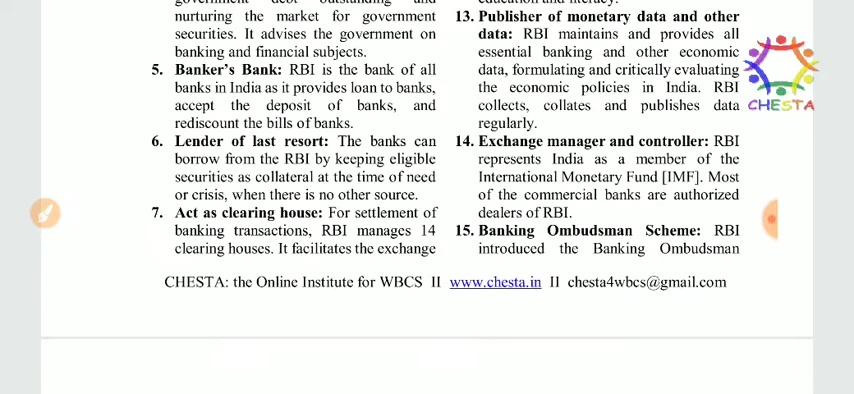 government debt outstanding and
nurturing the market for government
securities. It advises the government on
banking and financial subjects.
5. Banker's Bank: RBI is the bank of all
banks in India as it provides loan to banks,
accept the deposit of banks, and
rediscount the bills of banks.
6. Lender of last resort: The banks can
borrow from the RBI by keeping eligible
securities as collateral at the time of need
or crisis, when there is no other source.
7. Act as clearing house: For settlement of
banking transactions, RBI manages 14
clearing houses. It facilitates the exchange
education and literacy.
13. Publisher of monetary data and other
data: RBI maintains and provides all
essential banking and other economic
data, formulating and critically evaluating
the economic policies in India. RBI
collects, collates and publishes data
regularly.
14. Exchange manager and controller: RBI
represents India as a member of the
International Monetary Fund [IMF]. Most
of the commercial banks are authorized
dealers of RBI.
15. Banking Ombudsman Scheme: RBI
introduced the Banking Ombudsman
CHESTA
CHESTA: the Online Institute for WBCS II www.chesta.in II chesta4wbcs@gmail.com